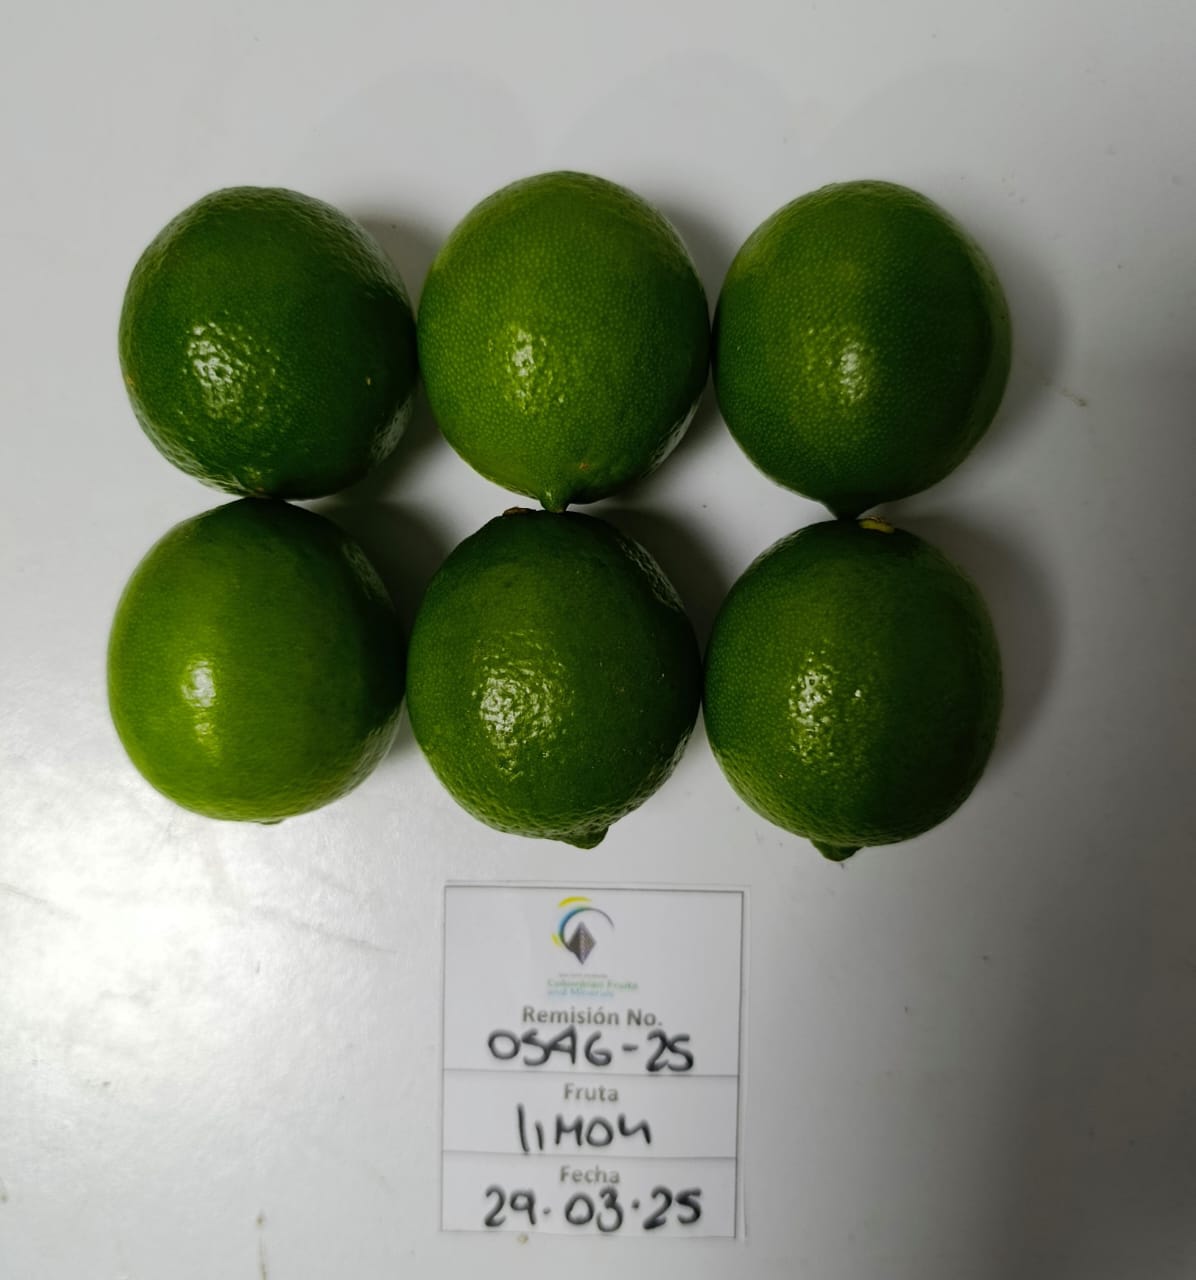 Colombian Fruits
and Minerals
Remisión No.
0546-25
Fruta
limon
Fecha
29.03.25